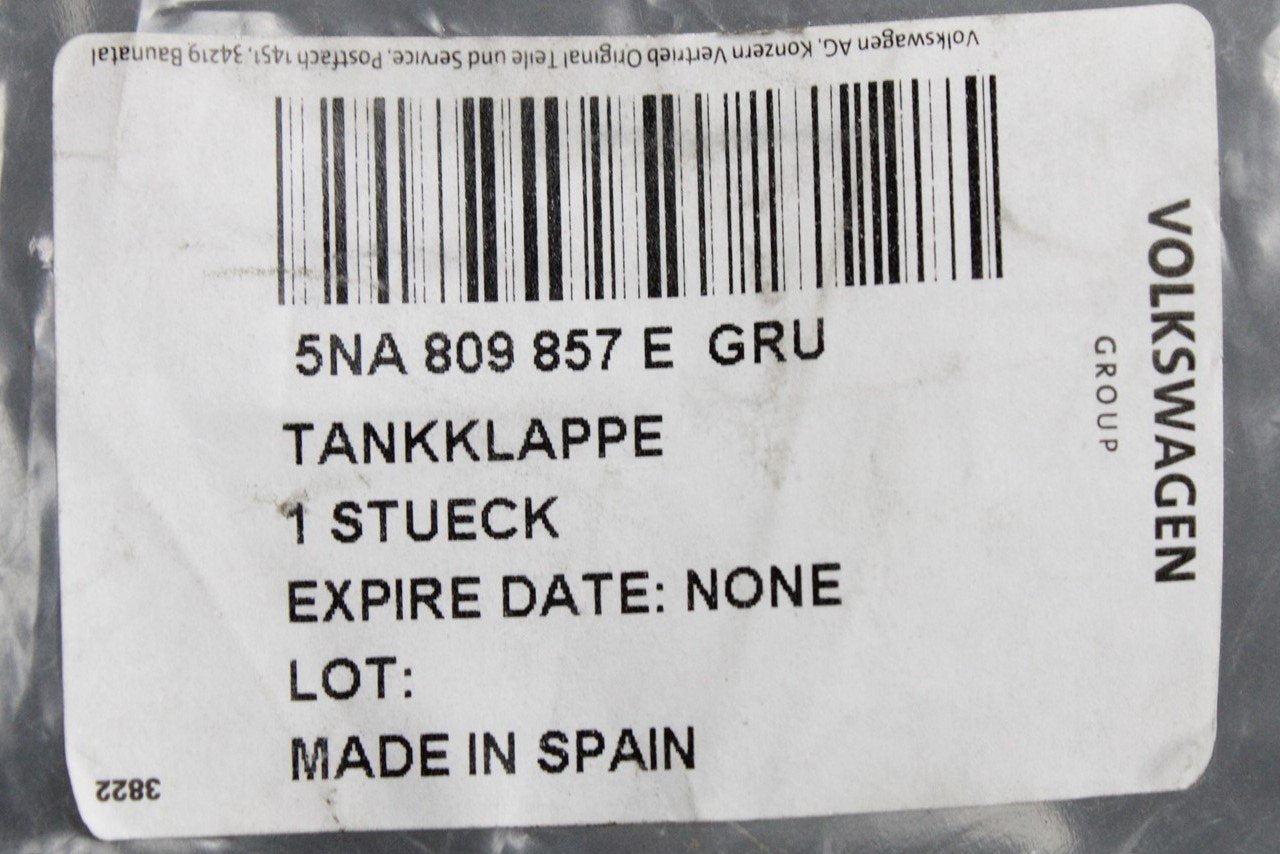 Volkswagen AG, Konzern Vertrieb Original Teile und Service, Postfach 1451, 34219 Baunatal
5NA 809 857 E GRU
TANKKLAPPE
1 STUECK
EXPIRE DATE: NONE
LOT:
MADE IN SPAIN
3822
VOLKSWAGEN
GROUP